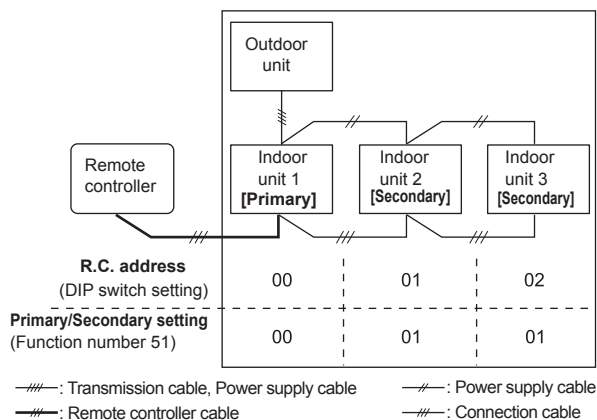 Outdoor
unit
Remote
controller
Indoor
unit 1
[Primary]
Indoor
unit 2
[Secondary]
Indoor
unit 3
[Secondary]
R.C. address
(DIP switch setting)
00
01
02
Primary/Secondary setting
(Function number 51)
00
01
01
: Transmission cable, Power supply cable
: Power supply cable
: Remote controller cable
: Connection cable